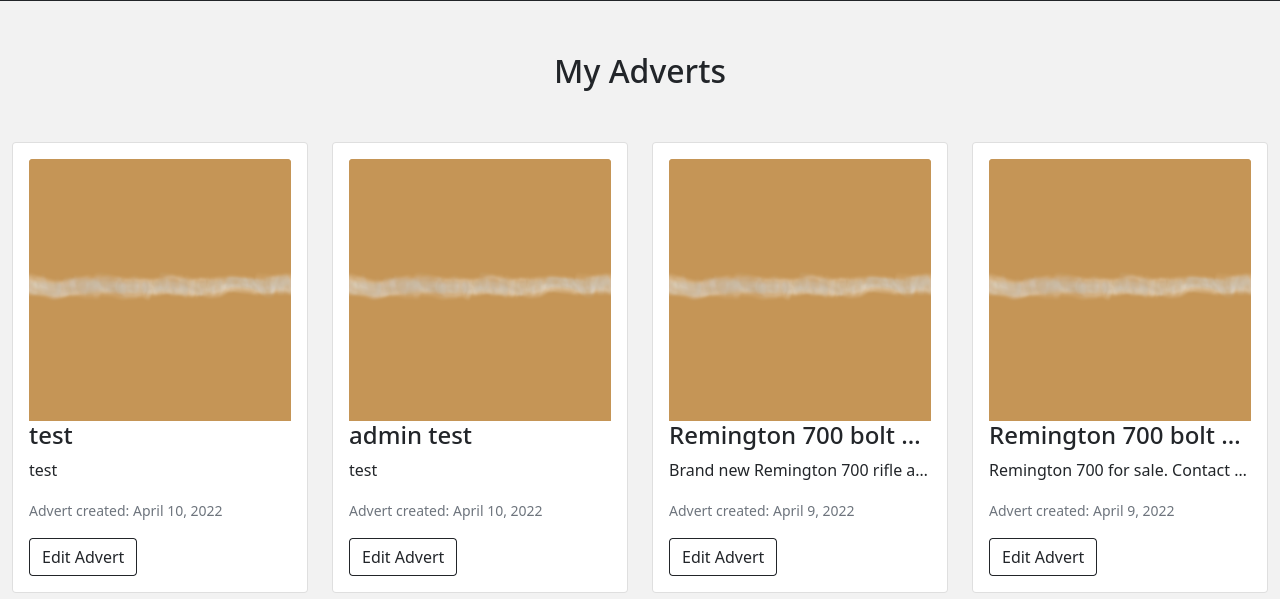 My Adverts
test
test
Advert created: April 10, 2022
Edit Advert
admin test
test
Advert created: April 10, 2022
Edit Advert
Remington 700 bolt ...
Brand new Remington 700 rifle a...
Advert created: April 9, 2022
Edit Advert
Remington 700 bolt ...
Remington 700 for sale. Contact ...
Advert created: April 9, 2022
Edit Advert